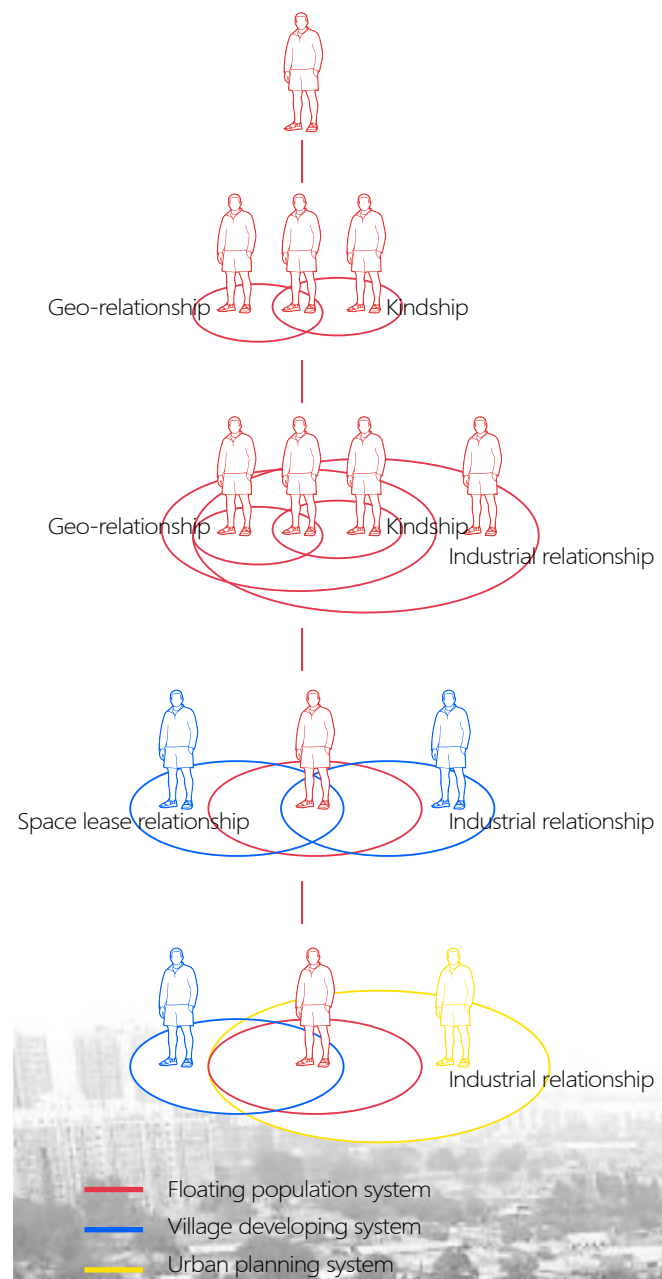 Geo-relationship
Kindship
Geo-relationship
Kindship
Industrial relationship
Space lease relationship
Industrial relationship
Industrial relationship
Floating population system
Village developing system
Urban planning system